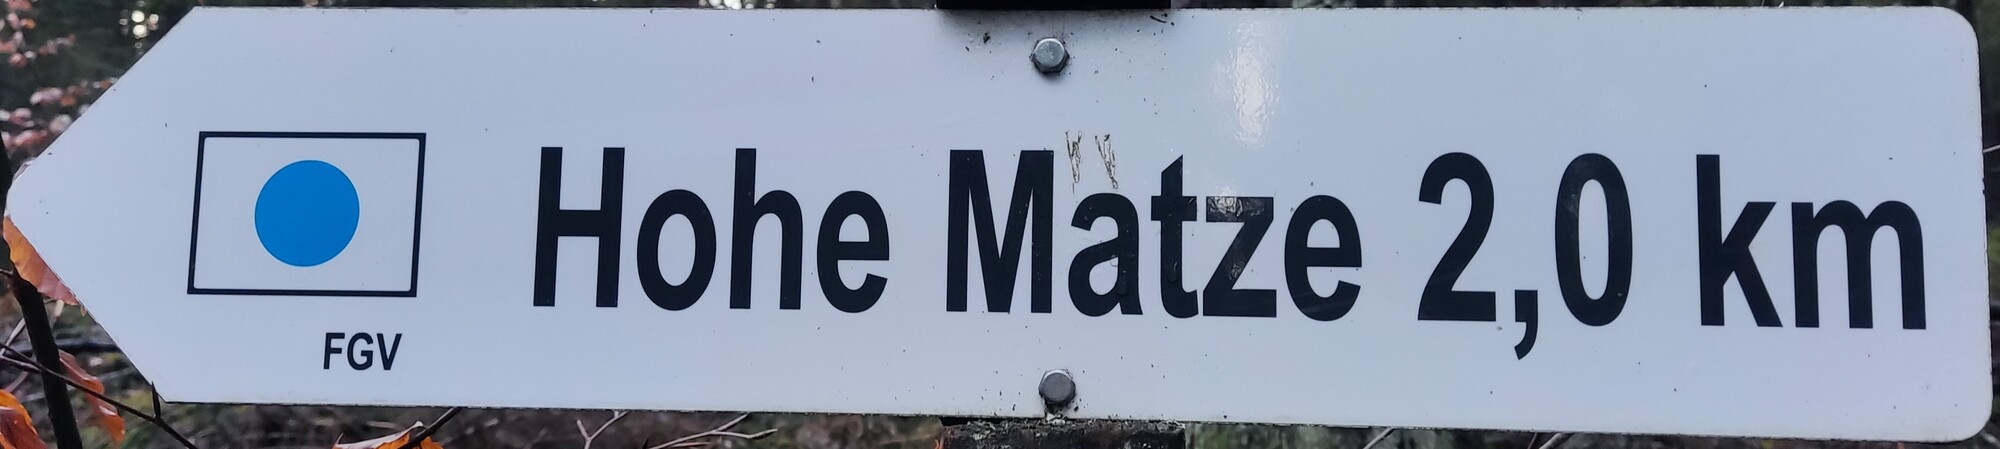 Hohe Matze 2,0 km
FGV